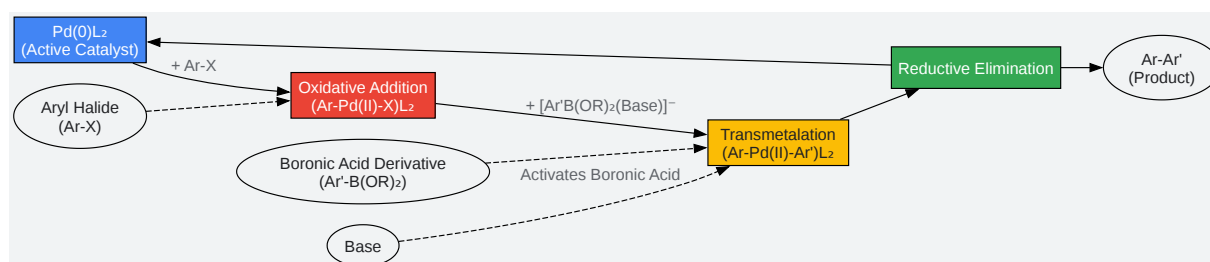 Pd(0)L₂
(Active Catalyst)
+ Ar-X
Aryl Halide
(Ar-X)
Oxidative Addition
(Ar-Pd(II)-X)L₂
+ [Ar'B(OR)₂(Base)]⁻
Boronic Acid Derivative
(Ar'-B(OR)₂)
Activates Boronic Acid
Base
Transmetalation
(Ar-Pd(II)-Ar')L₂
Reductive Elimination
Ar-Ar'
(Product)